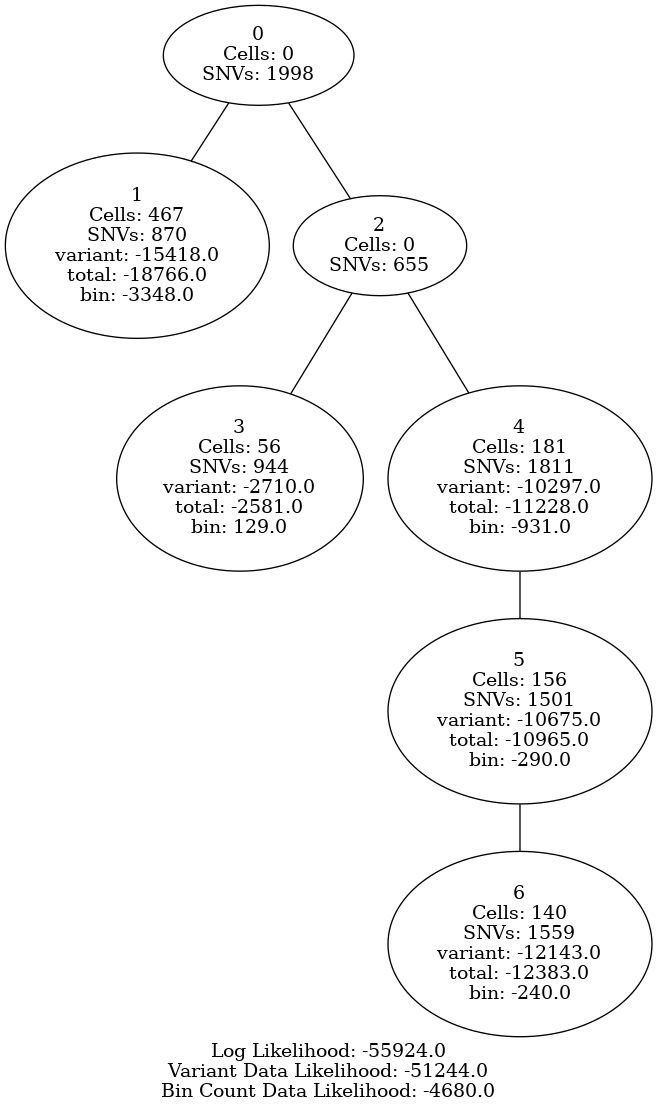 0
Cells: 0
SNVs: 1998
1
Cells: 467
SNVs: 870
variant: -15418.0
total: -18766.0
bin: -3348.0
2
Cells: 0
SNVs: 655
3
Cells: 56
SNVs: 944
variant: -2710.0
total: -2581.0
bin: 129.0
4
Cells: 181
SNVs: 1811
variant: -10297.0
total: -11228.0
bin: -931.0
5
Cells: 156
SNVs: 1501
variant: -10675.0
total: -10965.0
bin: -290.0
6
Cells: 140
SNVs: 1559
variant: -12143.0
total: -12383.0
bin: -240.0
Log Likelihood: -55924.0
Variant Data Likelihood: -51244.0
Bin Count Data Likelihood: -4680.0